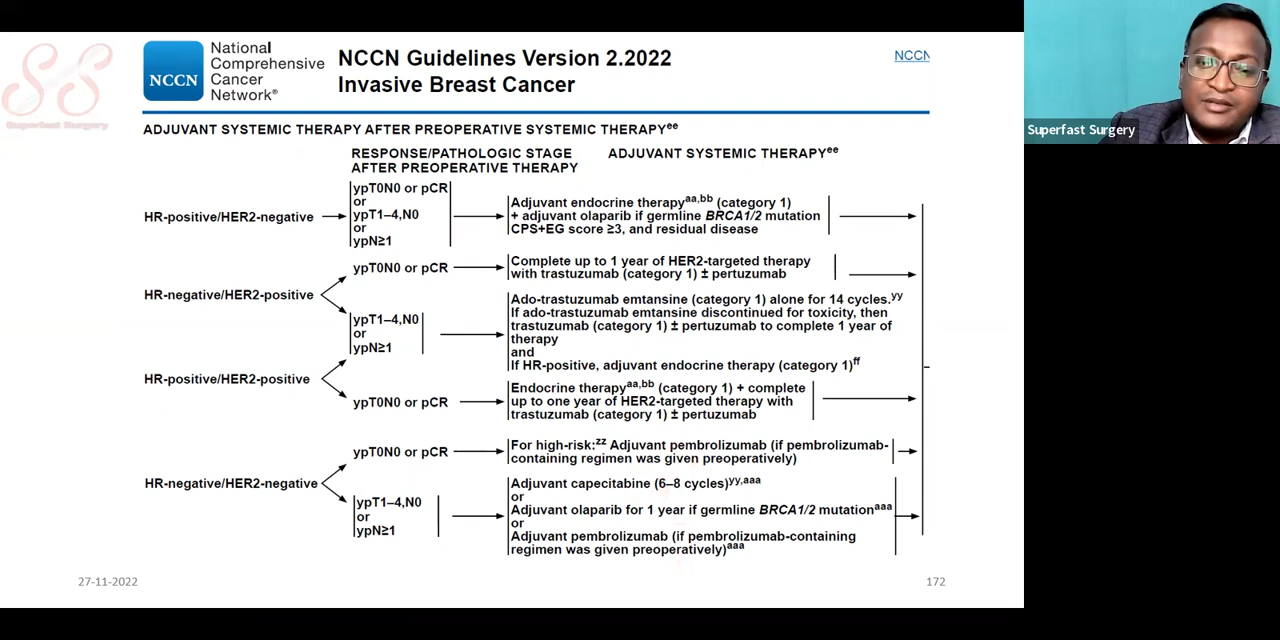 SS
Superfast Surgery
NCCN
National
Comprehensive
Cancer
Network®
NCCN Guidelines Version 2.2022
Invasive Breast Cancer
NCCN
ADJUVANT SYSTEMIC THERAPY AFTER PREOPERATIVE SYSTEMIC THERAPYee
RESPONSE/PATHOLOGIC STAGE
AFTER PREOPERATIVE THERAPY
ADJUVANT SYSTEMIC THERAPYee
HR-positive/HER2-negative
ypT0N0 or pCR
or
ypT1–4,N0
or
ypN≥1
Adjuvant endocrine therapyaa,bb (category 1)
+ adjuvant olaparib if germline BRCA1/2 mutation
CPS+EG score ≥3, and residual disease
HR-negative/HER2-positive
ypT0N0 or pCR
Complete up to 1 year of HER2-targeted therapy
with trastuzumab (category 1) ± pertuzumab
ypT1–4,N0
or
ypN≥1
Ado-trastuzumab emtansine (category 1) alone for 14 cycles.yy
If ado-trastuzumab emtansine discontinued for toxicity, then
trastuzumab (category 1) ± pertuzumab to complete 1 year of
therapy
and
If HR-positive, adjuvant endocrine therapy (category 1)ff
HR-positive/HER2-positive
ypT0N0 or pCR
Endocrine therapyaa,bb (category 1) + complete
up to one year of HER2-targeted therapy with
trastuzumab (category 1) ± pertuzumab
HR-negative/HER2-negative
ypT0N0 or pCR
For high-risk:zz Adjuvant pembrolizumab (if pembrolizumab-
containing regimen was given preoperatively)
ypT1–4,N0
or
ypN≥1
Adjuvant capecitabine (6–8 cycles)yy,aaa
or
Adjuvant olaparib for 1 year if germline BRCA1/2 mutationaaa
or
Adjuvant pembrolizumab (if pembrolizumab-containing
regimen was given preoperatively)aaa
27-11-2022
172
Superfast Surgery